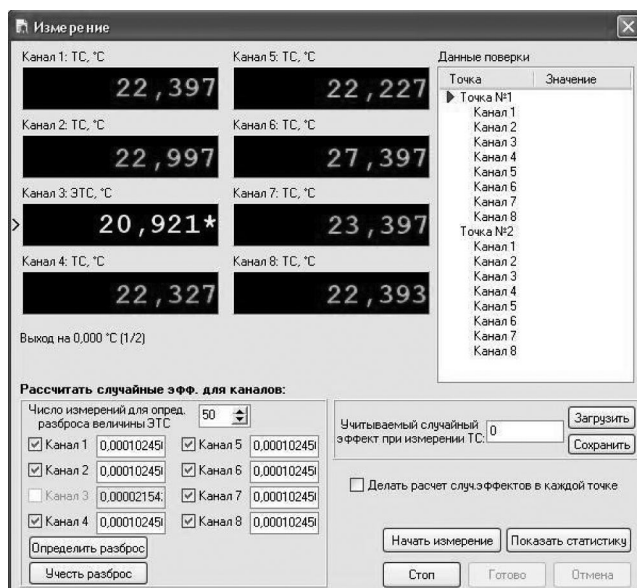 Измерение
Канал 1: ТС, °С
22,397
Канал 2: ТС, °С
22,997
Канал 3: ЭТС, °С
20,921*
Канал 4: ТС, °С
22,327
Канал 5: ТС, °С
22,227
Канал 6: ТС, °С
27,397
Канал 7: ТС, °С
23,397
Канал 8: ТС, °С
22,393
Выход на 0,000 °С (1/2)
Данные поверки
Точка Значение
Точка №1
Канал 1
Канал 2
Канал 3
Канал 4
Канал 5
Канал 6
Канал 7
Канал 8
Точка №2
Канал 1
Канал 2
Канал 3
Канал 4
Канал 5
Канал 6
Канал 7
Канал 8
Рассчитать случайные эфф. для каналов:
Число измерений для опред. разброса величины ЭТС 50
Канал 1 0,00010245
Канал 2 0,00010245
Канал 3 0,00002154
Канал 4 0,00010245
Канал 5 0,00010245
Канал 6 0,00010245
Канал 7 0,00010245
Канал 8 0,00010245
Определить разброс
Учесть разброс
Учитываемый случайный
эффект при измерении ТС: 0
Загрузить
Сохранить
Делать расчет случ.эффектов в каждой точке
Начать измерение
Показать статистику
Стоп
Готово
Отмена